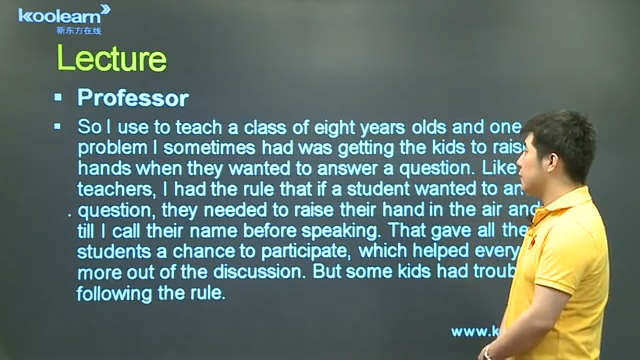 koolearn
新东方在线
Lecture
Professor
So I use to teach a class of eight years olds and one
problem I sometimes had was getting the kids to raise
hands when they wanted to answer a question. Like
teachers, I had the rule that if a student wanted to an
question, they needed to raise their hand in the air and
till I call their name before speaking. That gave all the
students a chance to participate, which helped every
more out of the discussion. But some kids had troub
following the rule.
www.k